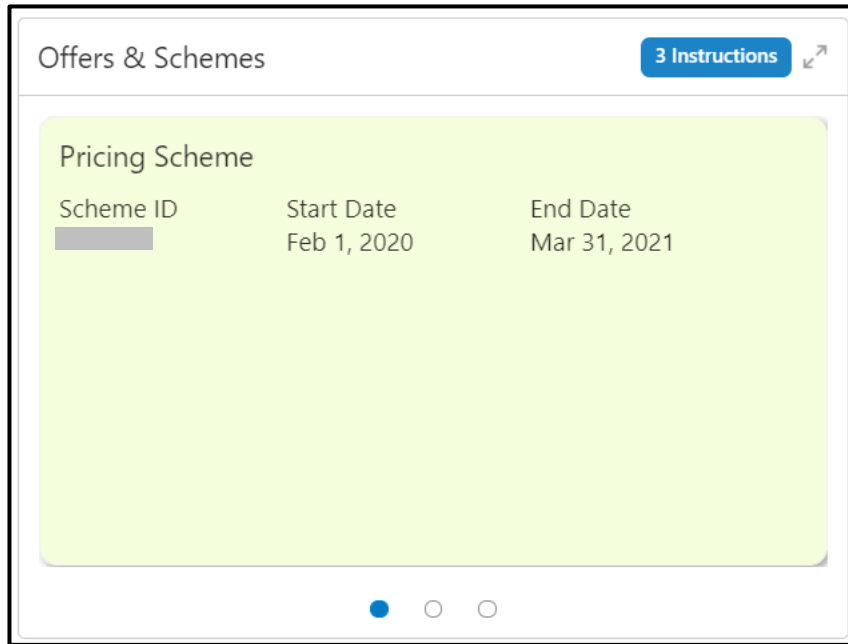 Offers & Schemes
3 Instructions
Pricing Scheme
Scheme ID Start Date End Date
Feb 1, 2020 Mar 31, 2021